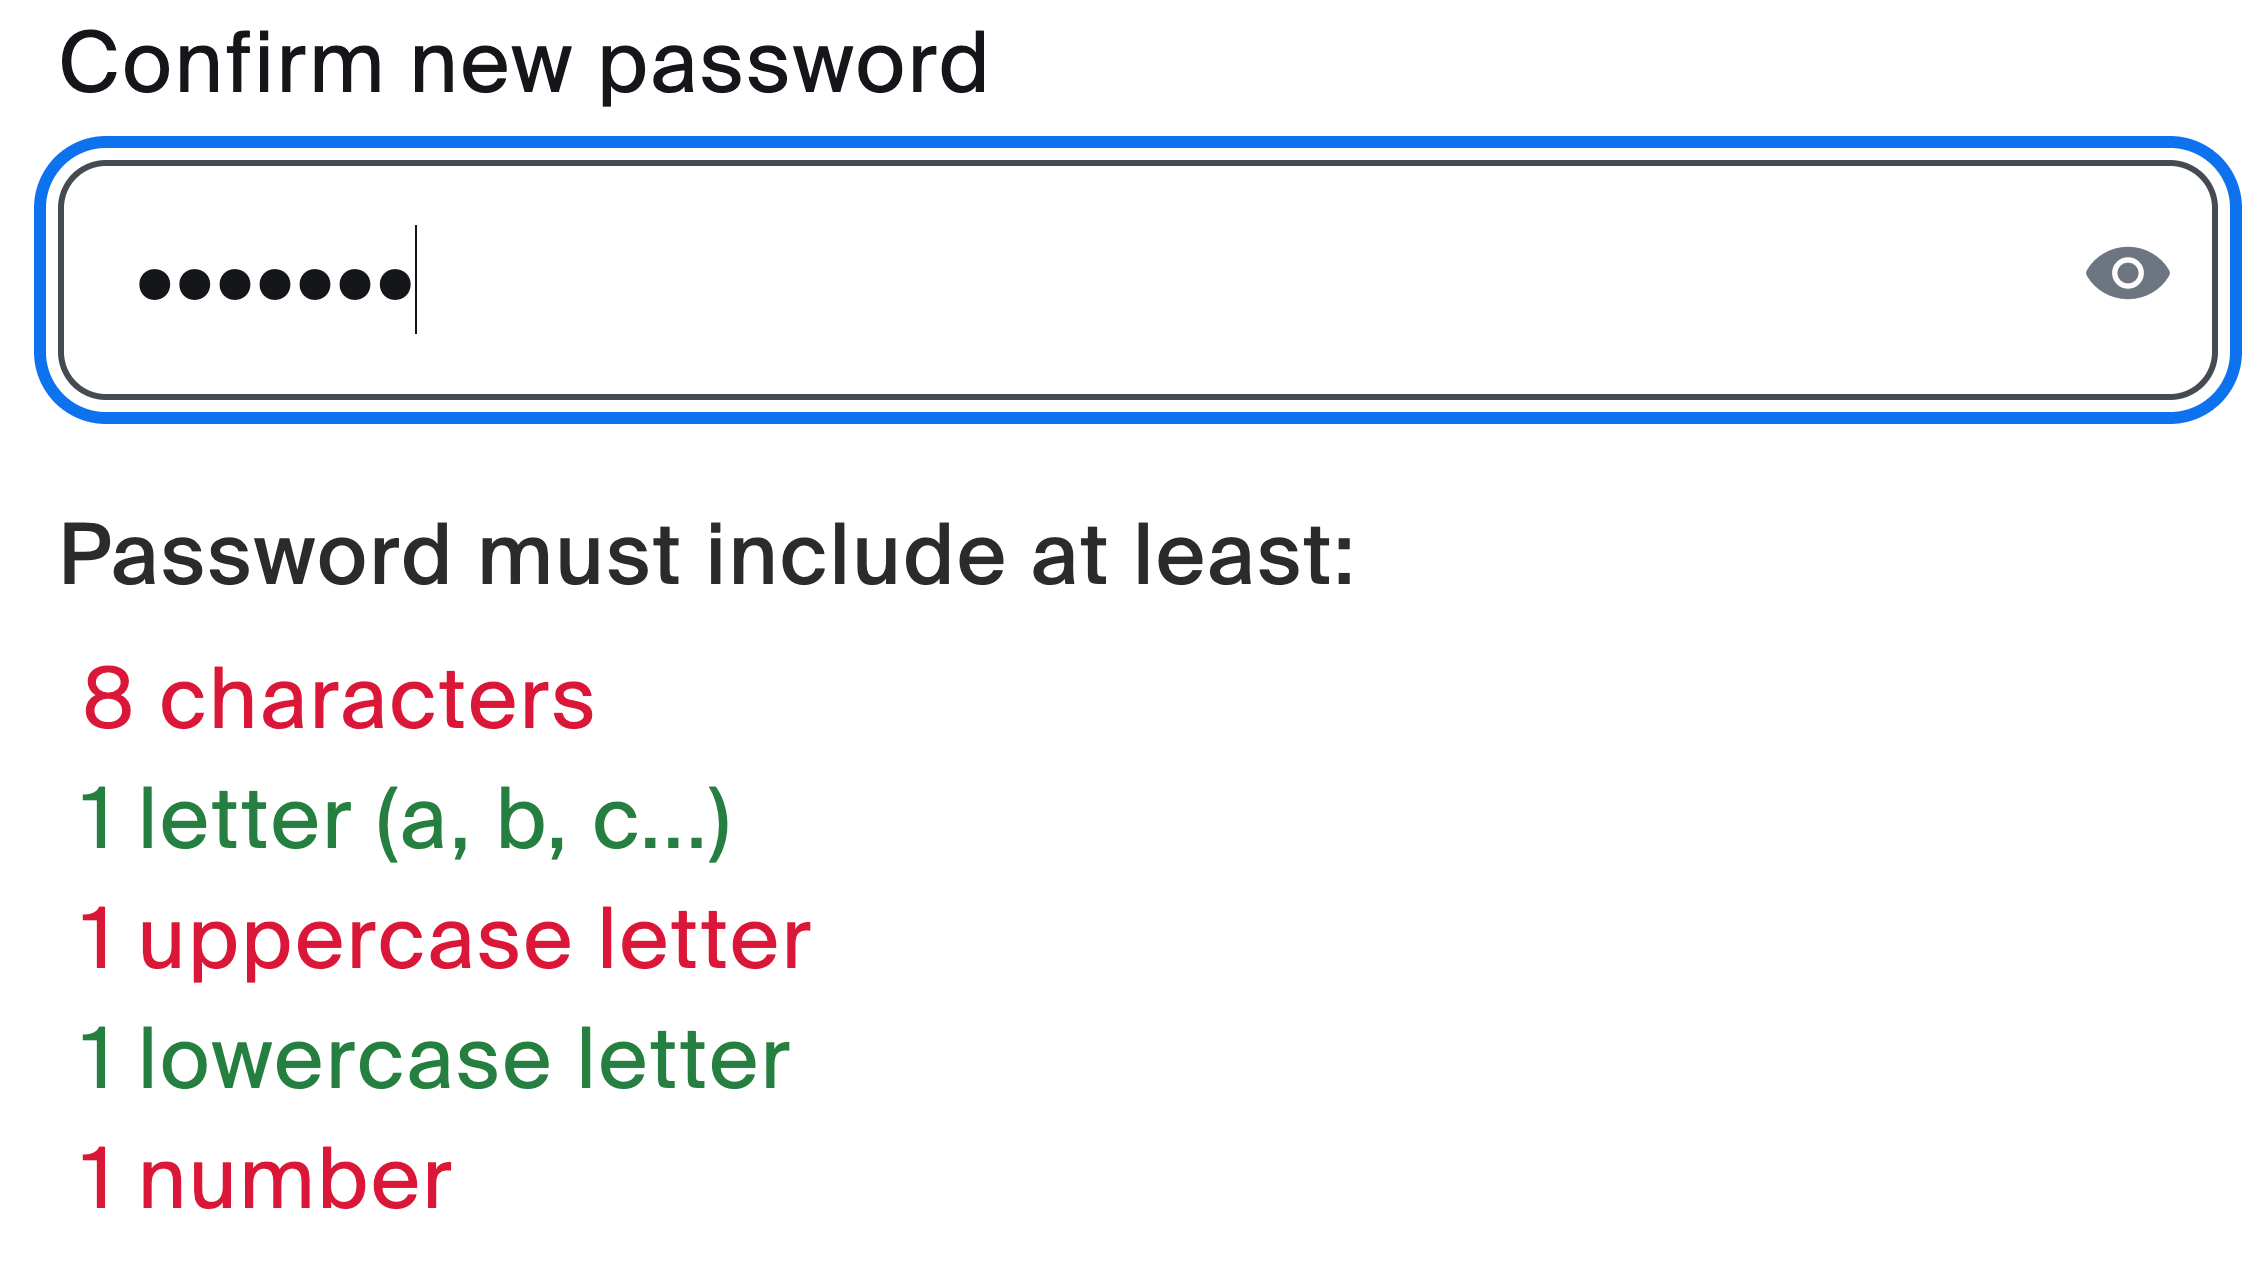 Confirm new password
•••••••
Password must include at least:
8 characters
1 letter (a, b, c...)
1 uppercase letter
1 lowercase letter
1 number